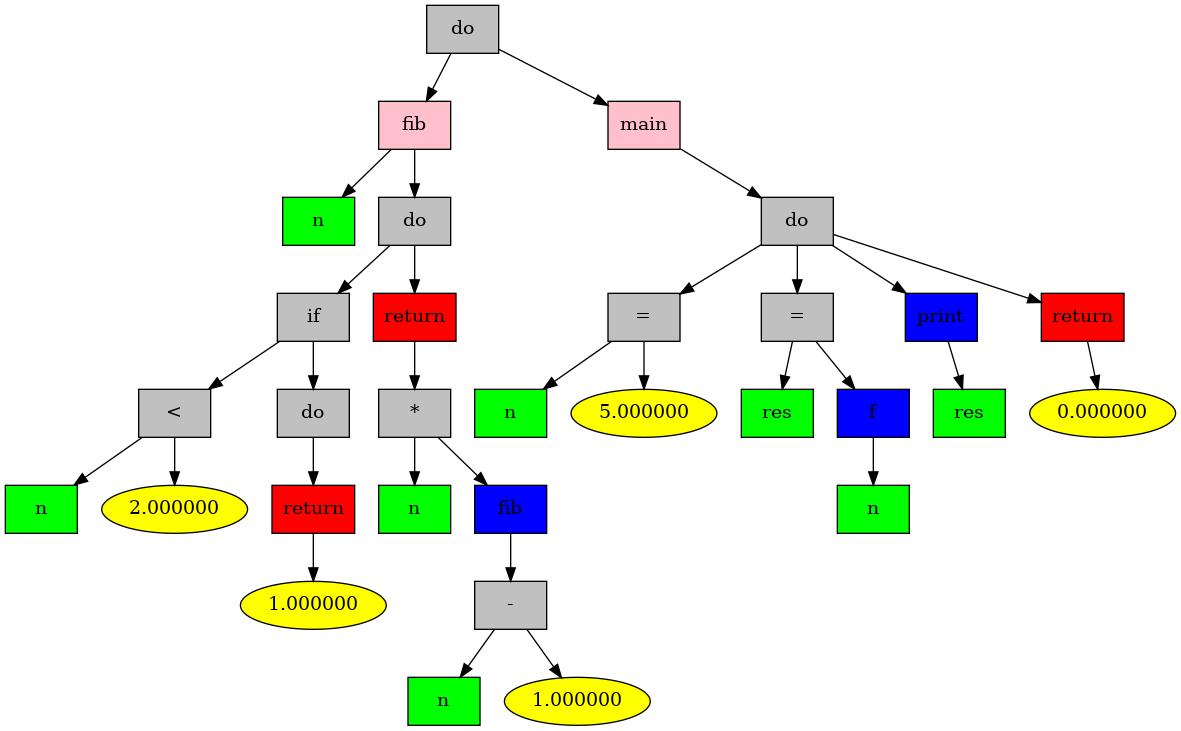 do
fib
main
n
do
do
if
return
=
=
print
return
<
do
*
n
5.000000
res
f
res
0.000000
n
2.000000
return
n
fib
n
1.000000
-
n
1.000000